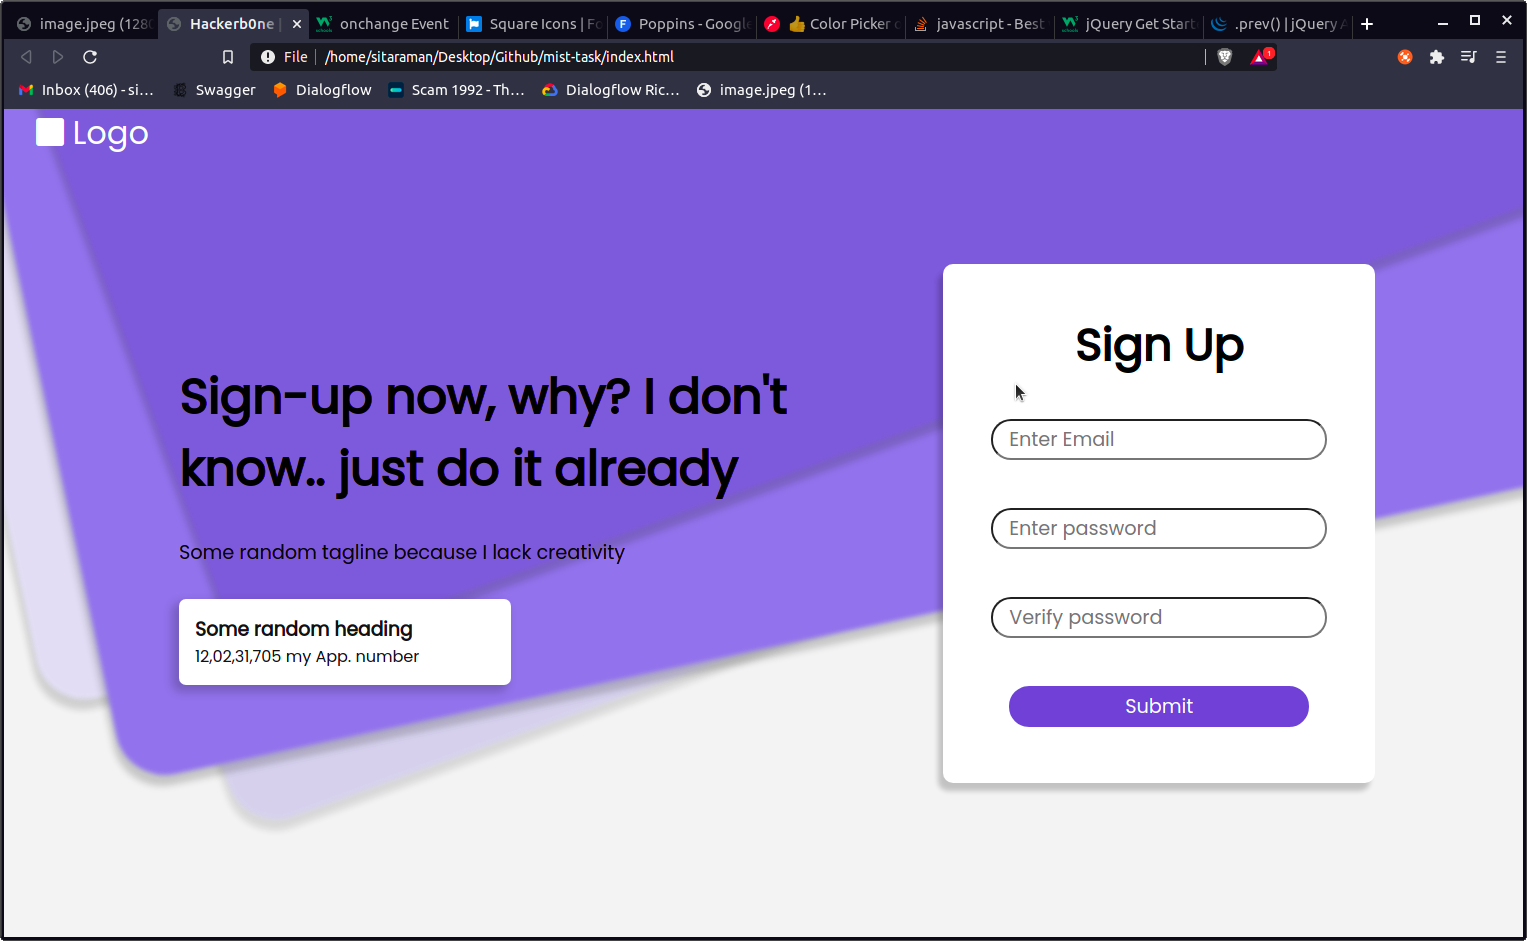 image.jpeg (128
Hackerb0ne |
onchange Event
Square Icons | Fo
Poppins - Google
Color Picker o
javascript - Best
jQuery Get Start
.prev() | jQuery A
File
/home/sitaraman/Desktop/Github/mist-task/index.html
1
Inbox (406) - si...
Swagger
Dialogflow
Scam 1992 - Th...
Dialogflow Ric...
image.jpeg (1...
Logo
Sign-up now, why? I don't
know.. just do it already
Some random tagline because I lack creativity
Some random heading
12,02,31,705 my App. number
Sign Up
Enter Email
Enter password
Verify password
Submit